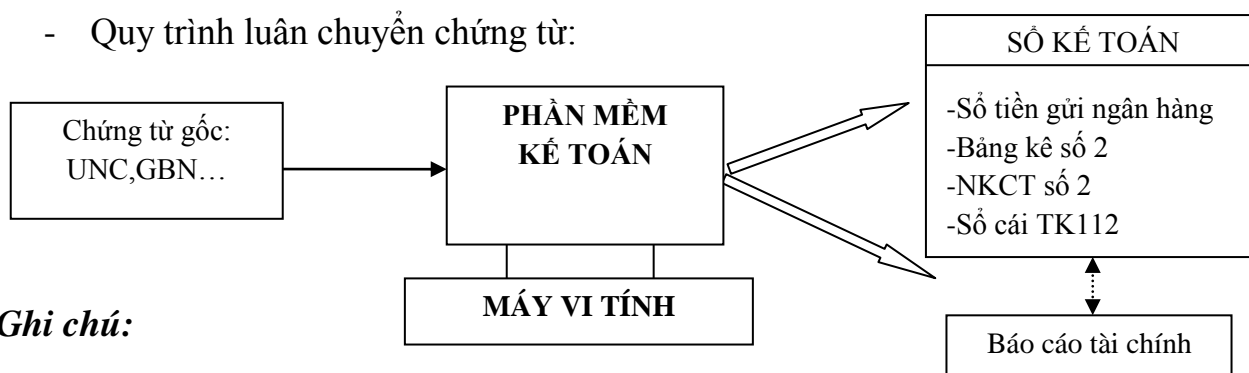 - Quy trình luân chuyển chứng từ:
Chứng từ gốc:
UNC,GBN…
PHẦN MỀM
KẾ TOÁN
MÁY VI TÍNH
SỔ KẾ TOÁN
-Sổ tiền gửi ngân hàng
-Bảng kê số 2
-NKCT số 2
-Sổ cái TK112
Báo cáo tài chính
Ghi chú: